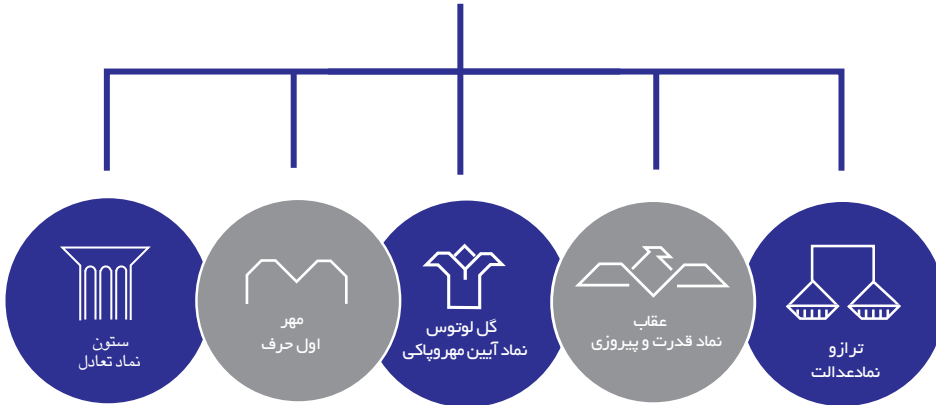 ترازو
نمادعدالت
عقاب
نماد قدرت و پیروزی
گل لوتوس
نماد آیین مهروپاکی
مهر
اول حرف
ستون
نماد تعادل